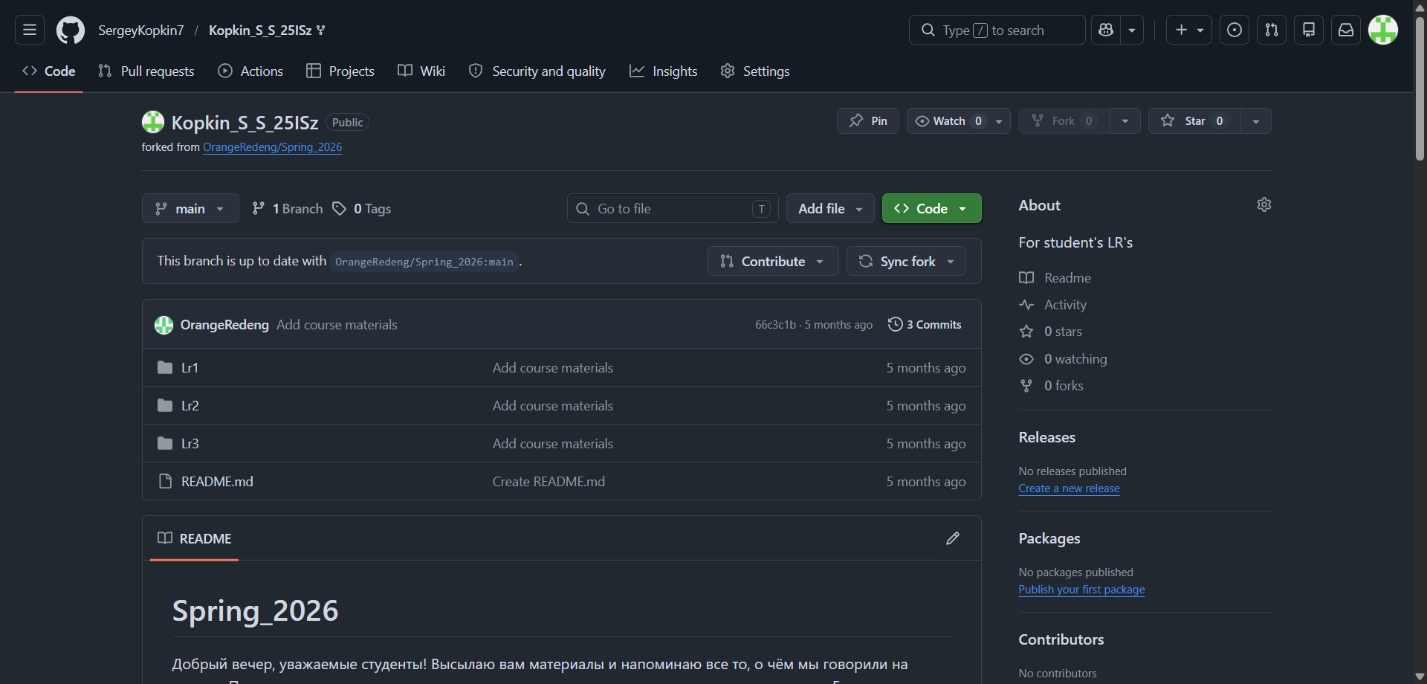 SergeyKopkin7 / Kopkin_S_S_25ISz
Type / to search
Code Pull requests Actions Projects Wiki Security and quality Insights Settings
Kopkin_S_S_25ISz Public
Pin Watch 0 Fork 0 Star 0
forked from OrangeRedeng/Spring_2026
main 1 Branch 0 Tags
Go to file T
Add file Code
This branch is up to date with OrangeRedeng/Spring_2026:main .
Contribute Sync fork
OrangeRedeng Add course materials 66c3c1b · 5 months ago 3 Commits
Lr1 Add course materials 5 months ago
Lr2 Add course materials 5 months ago
Lr3 Add course materials 5 months ago
README.md Create README.md 5 months ago
README
Spring_2026
Добрый вечер, уважаемые студенты! Высылаю вам материалы и напоминаю все то, о чём мы говорили на
About
For student's LR's
Readme
Activity
0 stars
0 watching
0 forks
Releases
No releases published
Create a new release
Packages
No packages published
Publish your first package
Contributors
No contributors